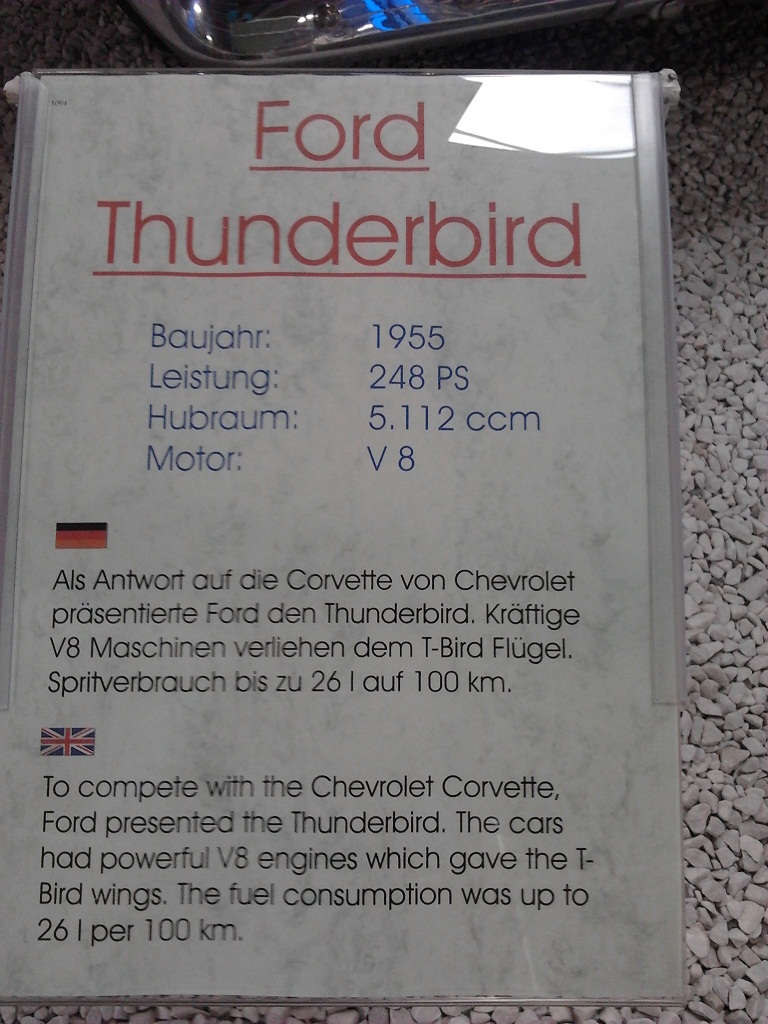 Ford
Thunderbird
Baujahr: 1955
Leistung: 248 PS
Hubraum: 5.112 ccm
Motor: V 8
Als Antwort auf die Corvette von Chevrolet
präsentierte Ford den Thunderbird. Kräftige
V8 Maschinen verliehen dem T-Bird Flügel.
Spritverbrauch bis zu 26 l auf 100 km.
To compete with the Chevrolet Corvette,
Ford presented the Thunderbird. The cars
had powerful V8 engines which gave the T-
Bird wings. The fuel consumption was up to
26 l per 100 km.